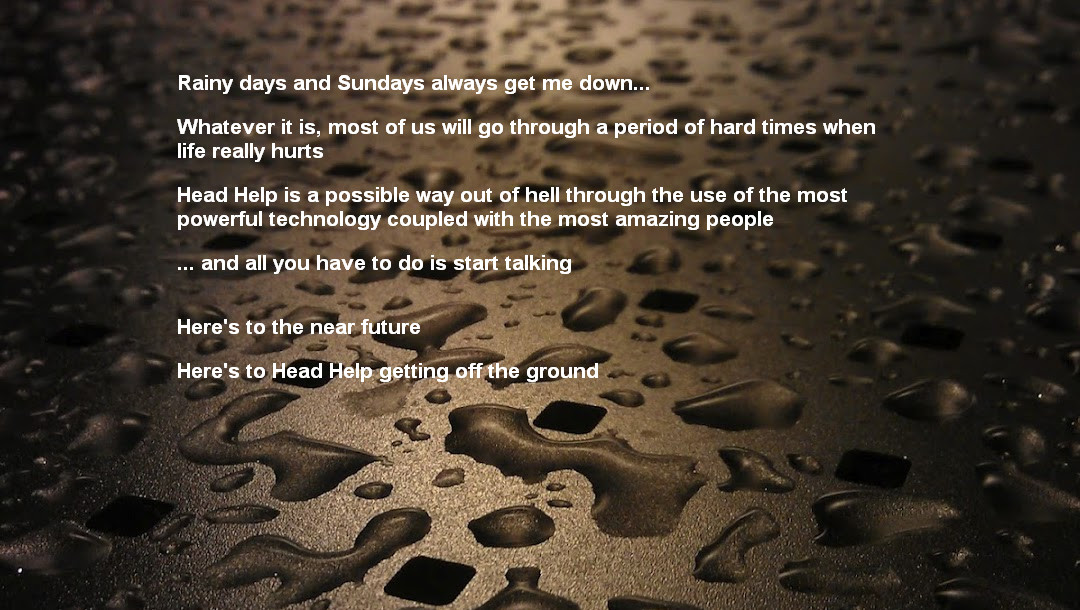 Rainy days and Sundays always get me down...
Whatever it is, most of us will go through a period of hard times when
life really hurts
Head Help is a possible way out of hell through the use of the most
powerful technology coupled with the most amazing people
... and all you have to do is start talking
Here's to the near future
Here's to Head Help getting off the ground